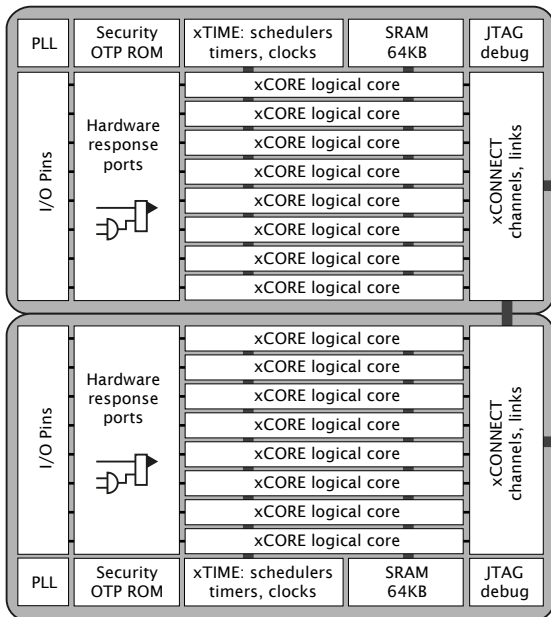 PLL
Security
OTP ROM
xTIME: schedulers
timers, clocks
SRAM
64KB
JTAG
debug
I/O Pins
Hardware
response
ports
xCORE logical core
xCORE logical core
xCORE logical core
xCORE logical core
xCORE logical core
xCORE logical core
xCORE logical core
xCORE logical core
xCONNECT
channels, links
I/O Pins
Hardware
response
ports
xCORE logical core
xCORE logical core
xCORE logical core
xCORE logical core
xCORE logical core
xCORE logical core
xCORE logical core
xCORE logical core
xCONNECT
channels, links
PLL
Security
OTP ROM
xTIME: schedulers
timers, clocks
SRAM
64KB
JTAG
debug